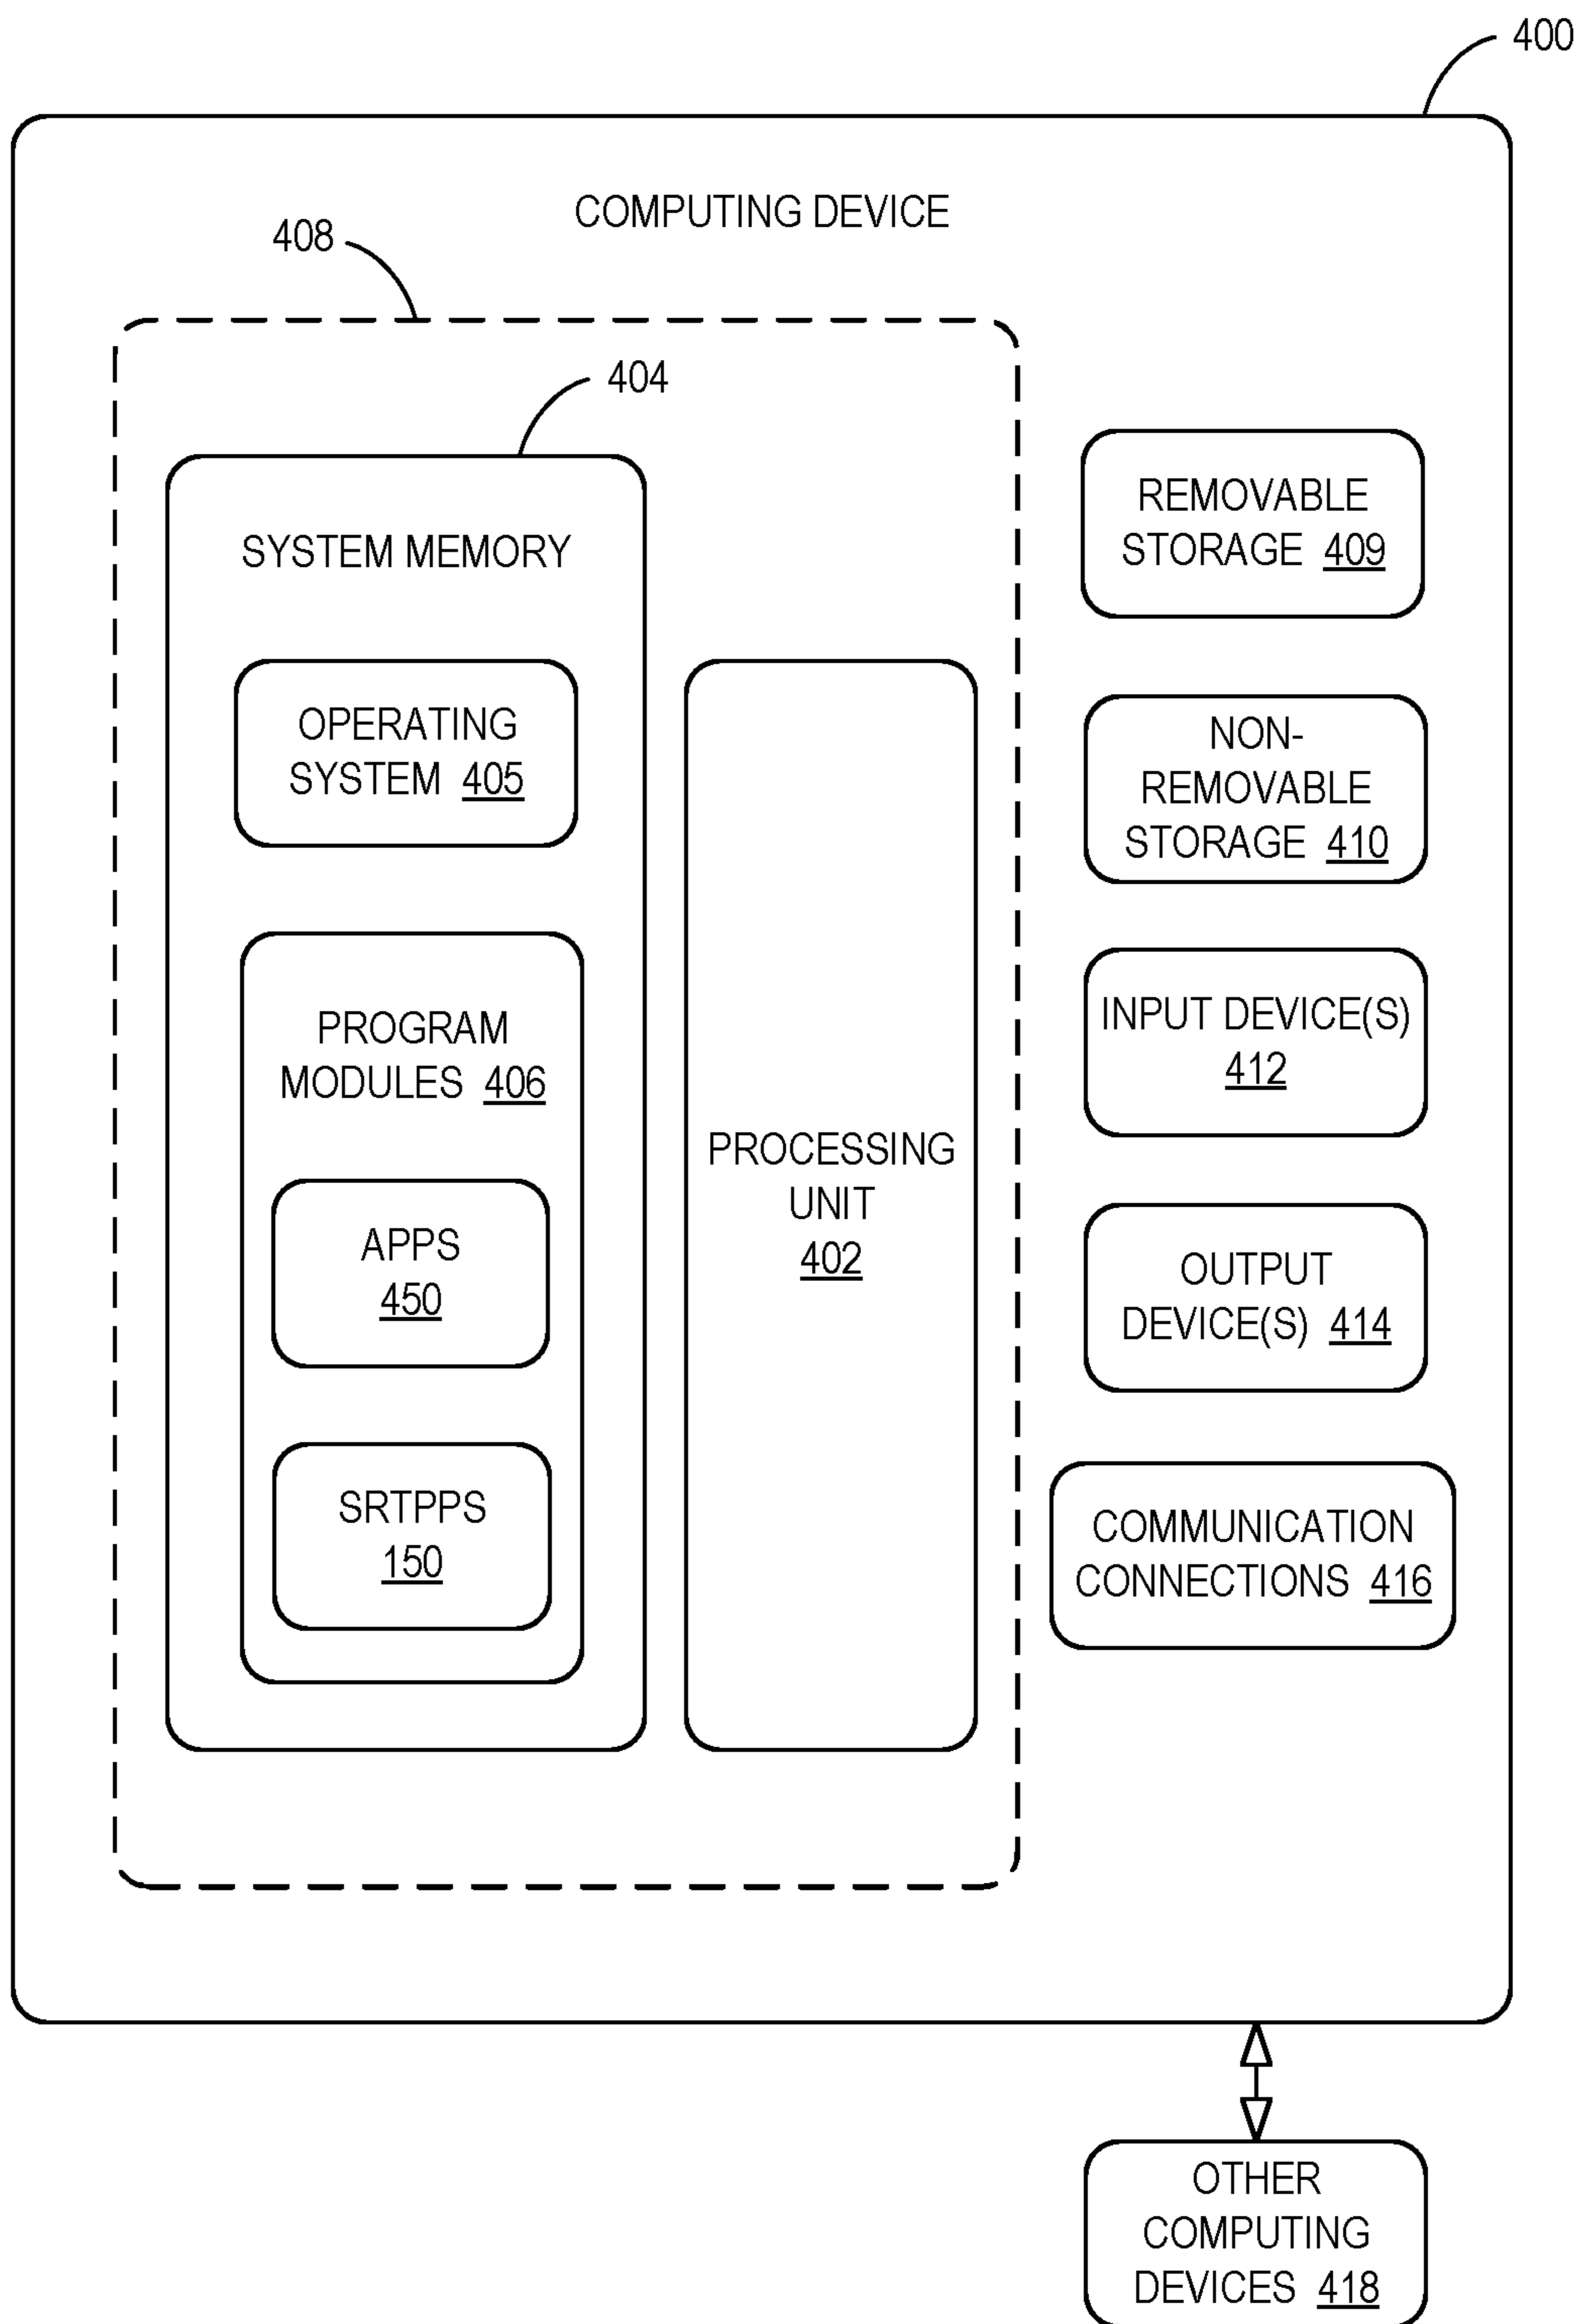 400
COMPUTING DEVICE
408
404
SYSTEM MEMORY
OPERATING
SYSTEM 405
PROGRAM
MODULES 406
APPS
450
SRTPPS
150
PROCESSING
UNIT
402
REMOVABLE
STORAGE 409
NON-
REMOVABLE
STORAGE 410
INPUT DEVICE(S)
412
OUTPUT
DEVICE(S) 414
COMMUNICATION
CONNECTIONS 416
OTHER
COMPUTING
DEVICES 418